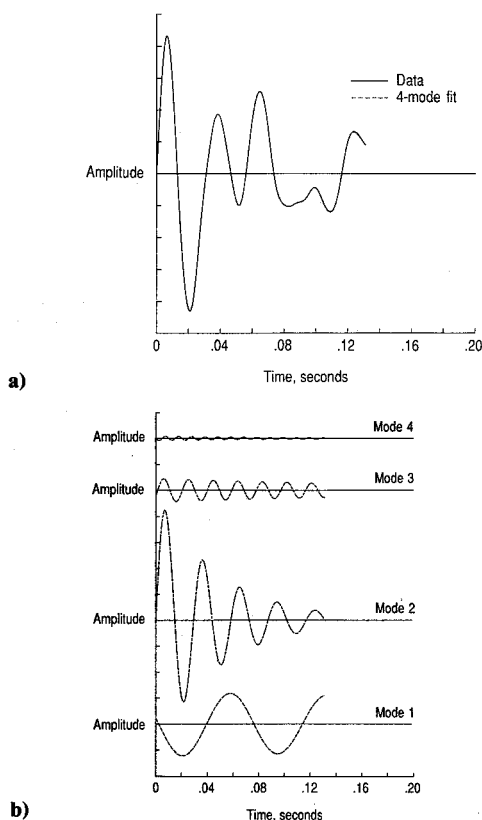 Data
4-mode fit
Amplitude
0 .04 .08 .12 .16 .20
Time, seconds
a)
Amplitude Mode 4
Amplitude Mode 3
Amplitude Mode 2
Amplitude Mode 1
0 .04 .08 .12 .16 .20
Time, seconds
b)